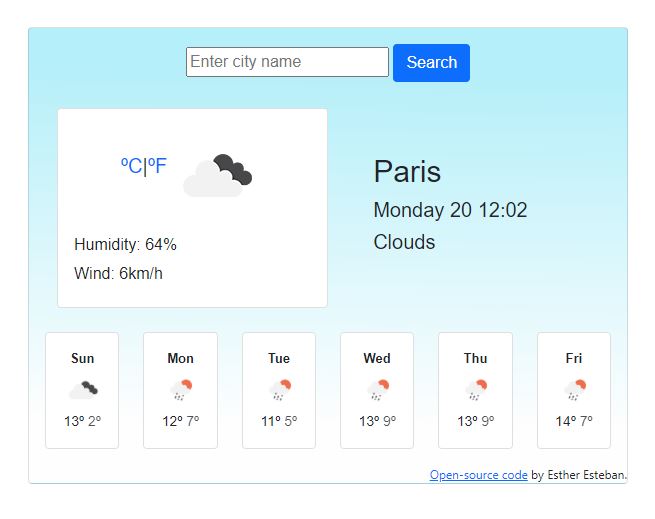 Enter city name
Search
ºC|ºF
Paris
Monday 20 12:02
Clouds
Humidity: 64%
Wind: 6km/h
Sun Mon Tue Wed Thu Fri
13º 2º 12º 7º 11º 5º 13º 9º 13º 9º 14º 7º
Open-source code by Esther Esteban.